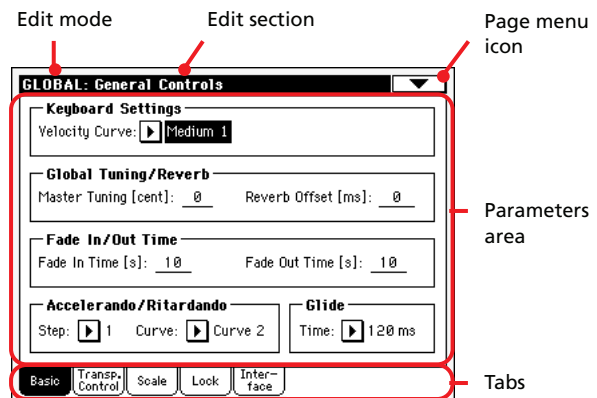 Edit mode
Edit section
Page menu
icon
GLOBAL: General Controls
Keyboard Settings
Velocity Curve: Medium 1
Global Tuning/Reverb
Master Tuning [cent]: 0 Reverb Offset [ms]: 0
Parameters
area
Fade In/Out Time
Fade In Time [s]: 10 Fade Out Time [s]: 10
Accelerando/Ritardando
Step: 1 Curve: Curve 2
Glide
Time: 120 ms
Basic
Transp.
Control
Scale
Lock
Inter-
face
Tabs